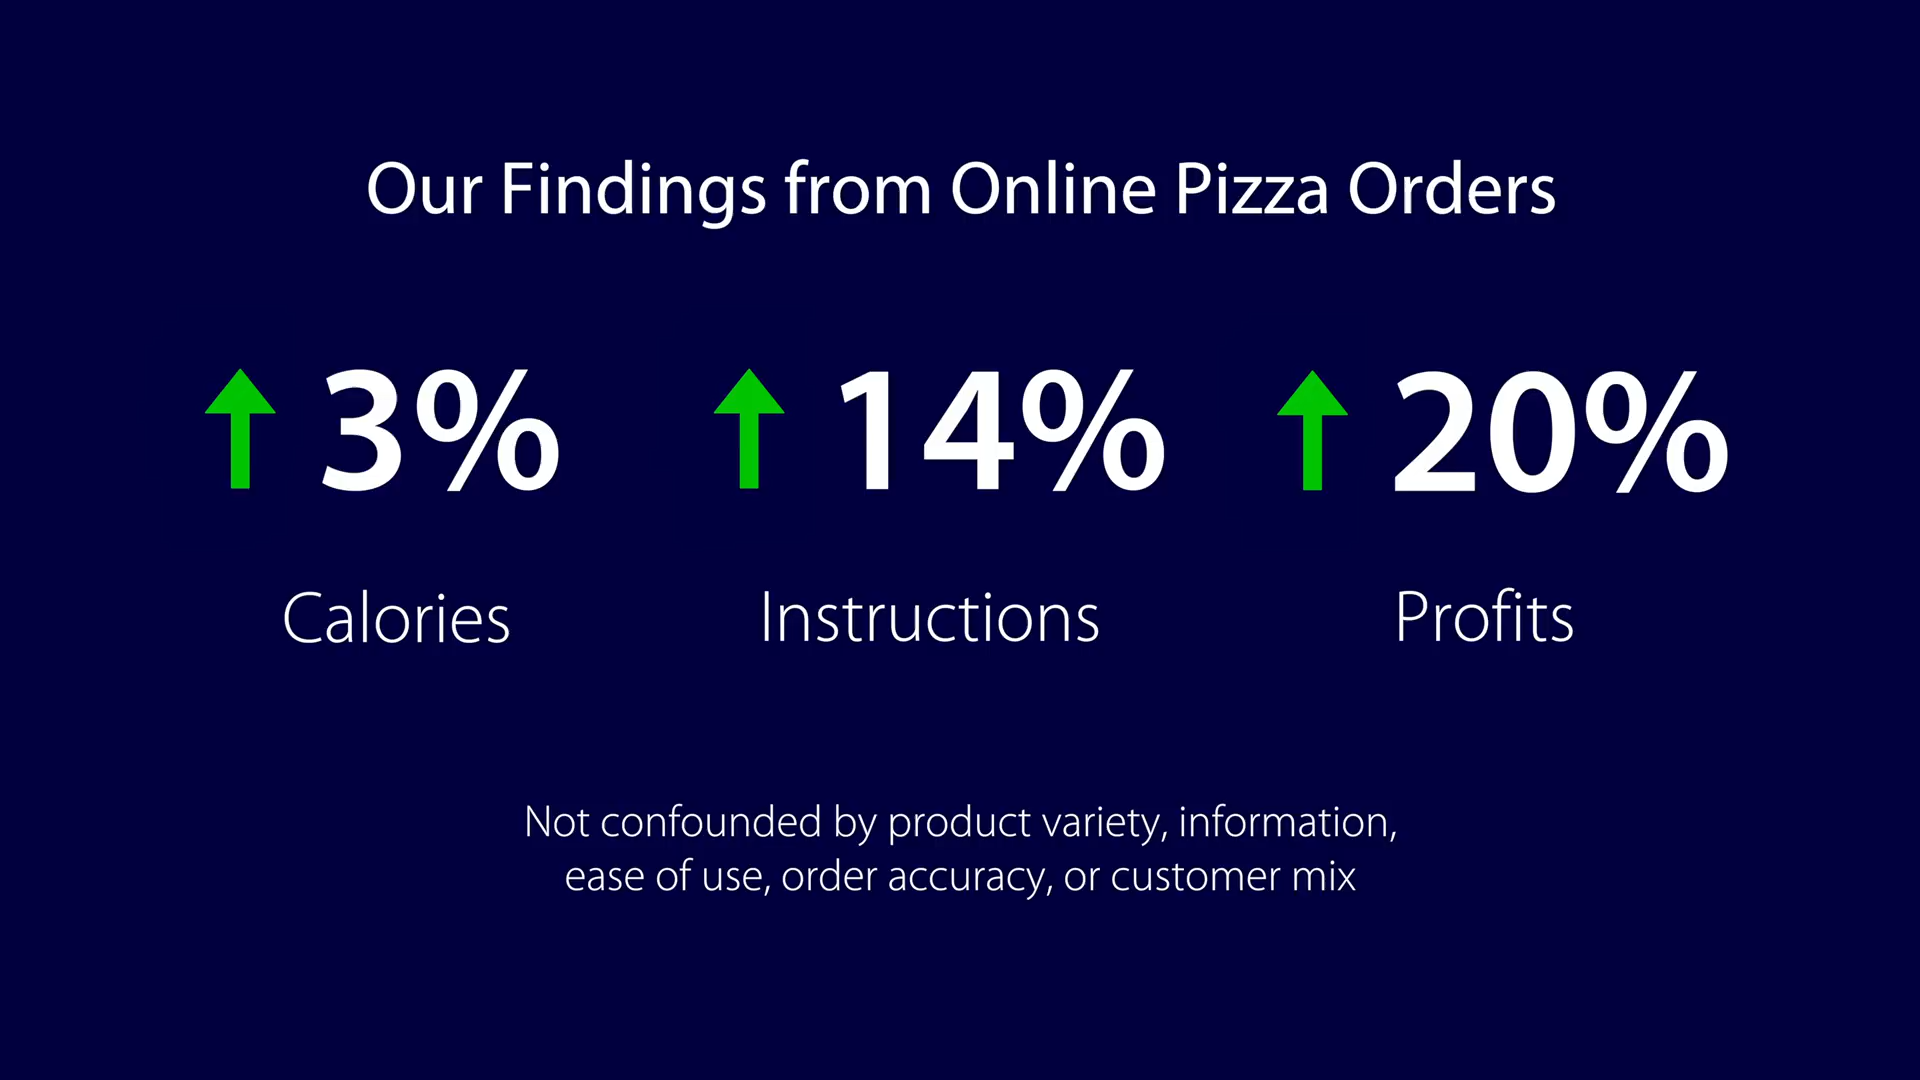 Our Findings from Online Pizza Orders
3% 14% 20%
Calories Instructions Profits
Not confounded by product variety, information,
ease of use, order accuracy, or customer mix